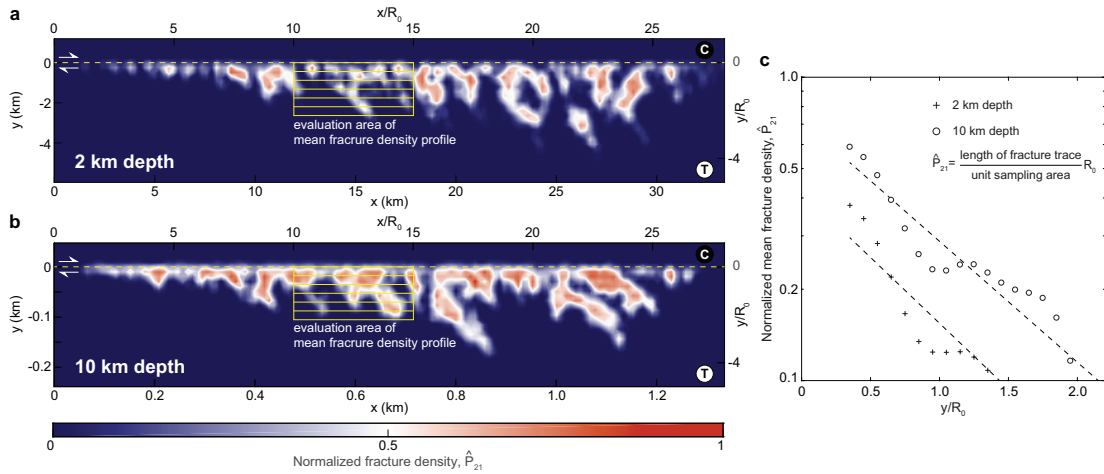 a
x/R₀
0 5 10 15 20 25
C
0
-2
-4
y (km)
0
-4
y/R₀
evaluation area of
mean fracrure density profile
2 km depth
T
0 5 10 15 20 25 30
x (km)
b
x/R₀
0 5 10 15 20 25
C
0
-0.1
-0.2
y (km)
0
-4
y/R₀
evaluation area of
mean fracrure density profile
10 km depth
T
0 0.2 0.4 0.6 0.8 1.0 1.2
x (km)
0 0.5 1
Normalized fracture density, P̂₂₁
c
1.0
0.5
0.2
0.1
Normalized mean fracture density, P̂₂₁
+ 2 km depth
○ 10 km depth
P̂₂₁= length of fracture trace R₀
unit sampling area
0 0.5 1.0 1.5 2.0
y/R₀